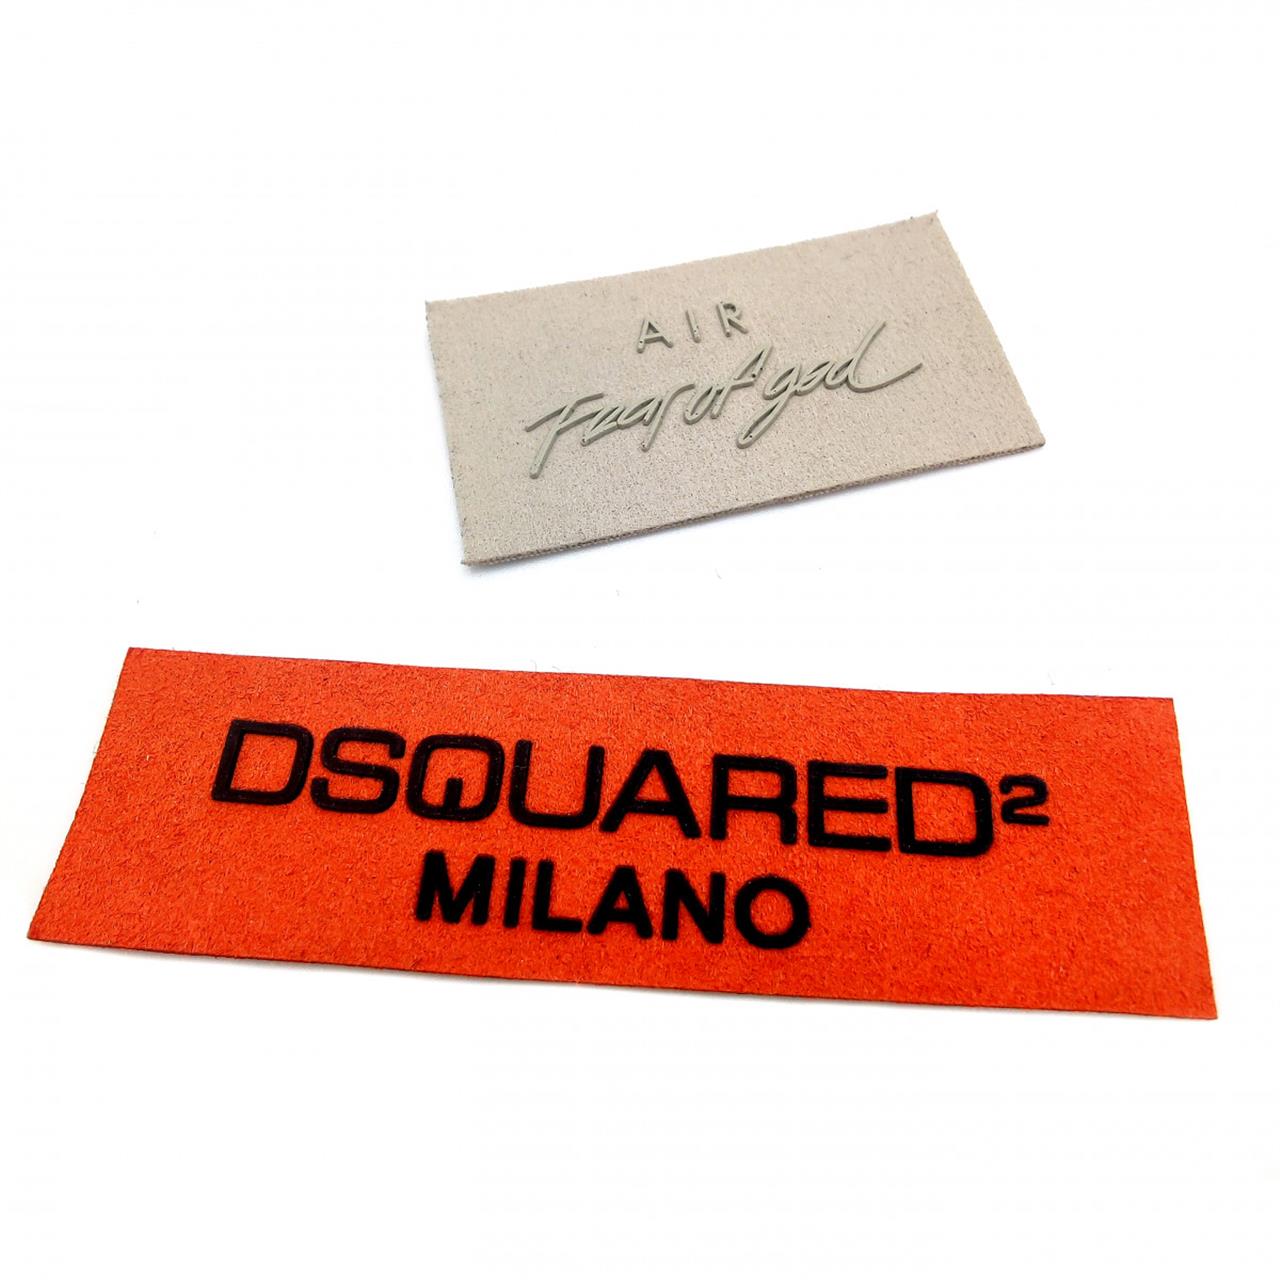 AIR
Fear of god
DSQUARED²
MILANO